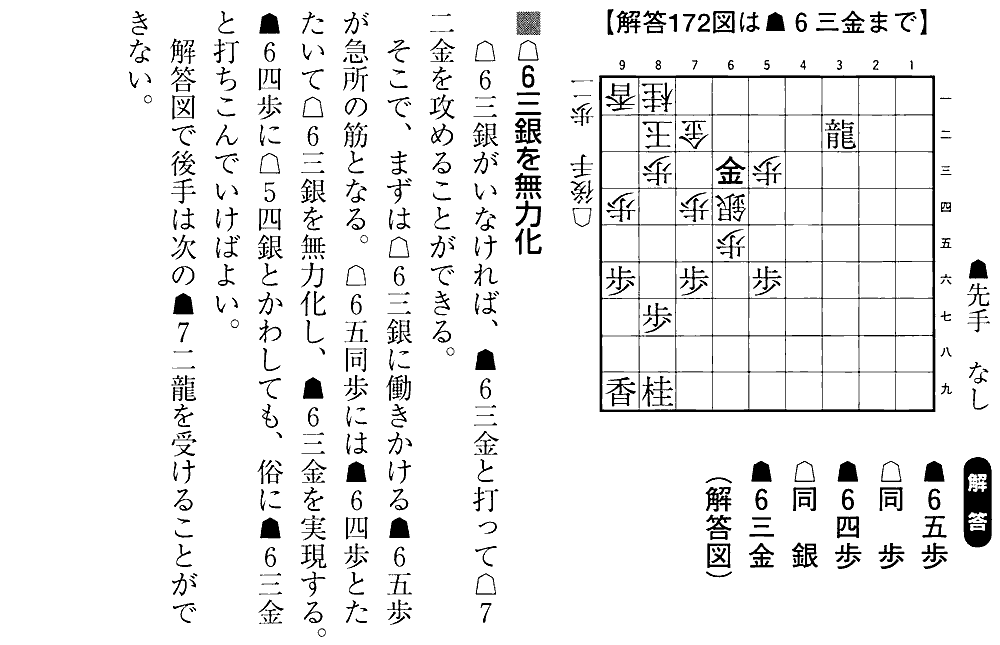 【解答172図は☗６三金まで】
9 8 7 6 5 4 3 2 1
香 桂 一
王 金 龍 二
歩 金 歩 三
歩 歩 銀 四
歩 五
歩 歩 歩 六
歩 七
八
香 桂 九
☗先手 なし
☖後手 歩二
解答
☗６五歩
☖同 歩
☗６四歩
☖同 銀
☗６三金
（解答図）
■☖６三銀を無力化
☖６三銀がいなければ、☗６三金と打って☖７
二金を攻めることができる。
そこで、まずは☖６三銀に働きかける☗６五歩
が急所の筋となる。☖６五同歩には☗６四歩とた
たいて☖６三銀を無力化し、☗６三金を実現する。
☗６四歩に☖５四銀とかわしても、俗に☗６三金
と打ちこんでいけばよい。
解答図で後手は次の☗７二龍を受けることがで
きない。